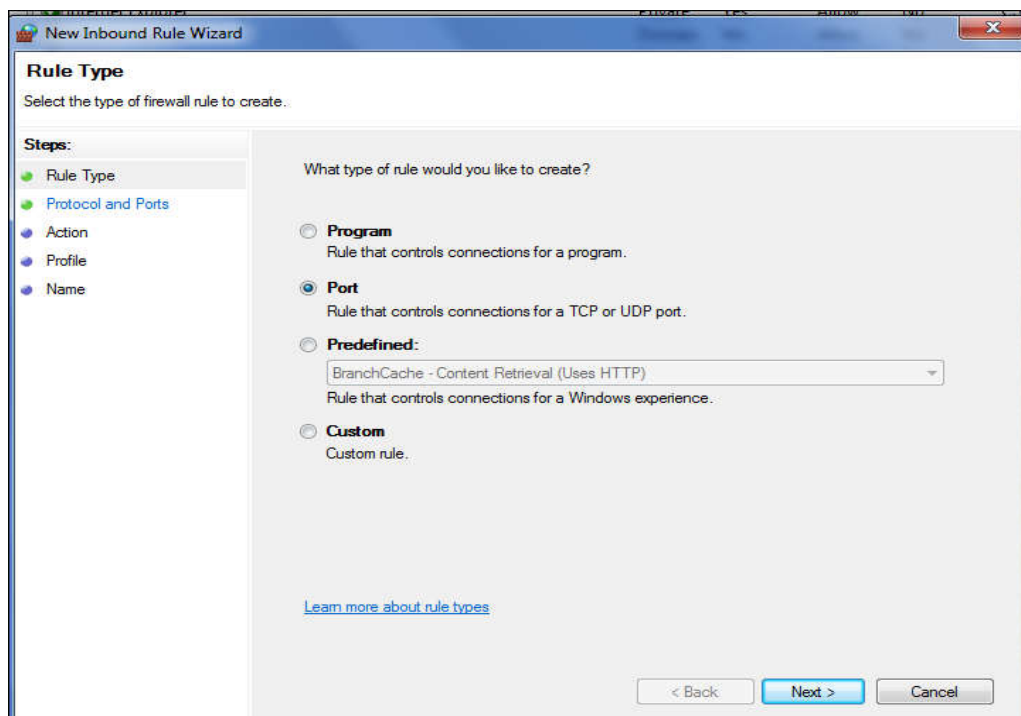 New Inbound Rule Wizard
Rule Type
Select the type of firewall rule to create.
Steps:
Rule Type
Protocol and Ports
Action
Profile
Name
What type of rule would you like to create?
Program
Rule that controls connections for a program.
Port
Rule that controls connections for a TCP or UDP port.
Predefined:
BranchCache - Content Retrieval (Uses HTTP)
Rule that controls connections for a Windows experience.
Custom
Custom rule.
Learn more about rule types
< Back
Next >
Cancel